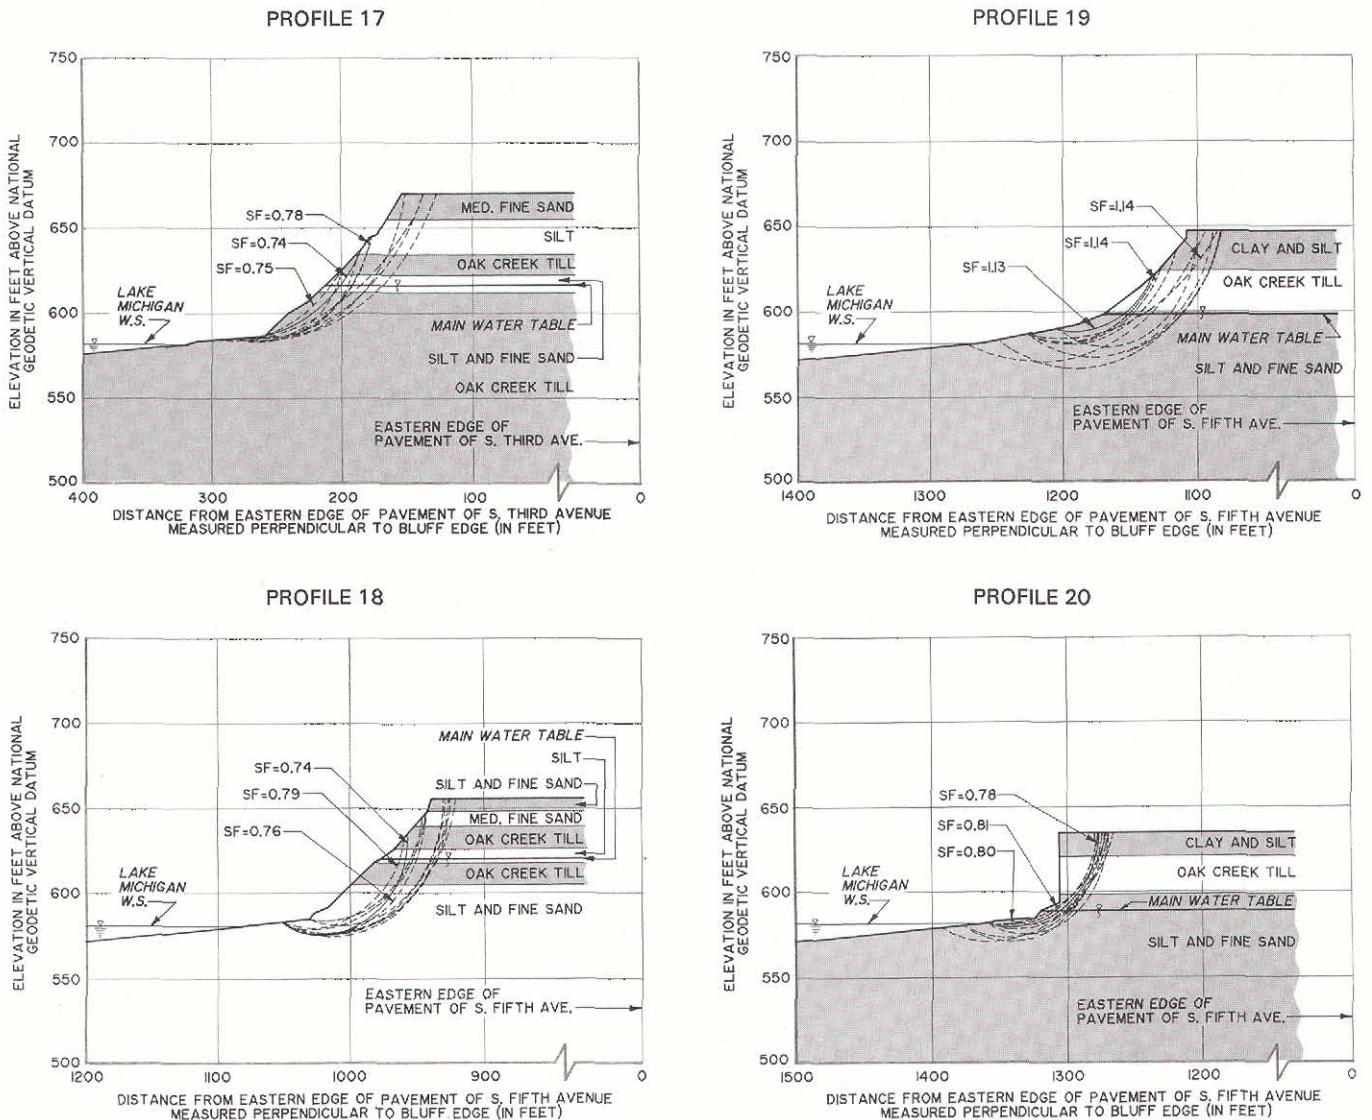 PROFILE 17
750
700
650
600
550
500
ELEVATION IN FEET ABOVE NATIONAL
GEODETIC VERTICAL DATUM
SF=0.78
SF=0.74
SF=0.75
LAKE
MICHIGAN
W.S.
MED. FINE SAND
SILT
OAK CREEK TILL
MAIN WATER TABLE
SILT AND FINE SAND
OAK CREEK TILL
EASTERN EDGE OF
PAVEMENT OF S. THIRD AVE.
400 300 200 100 0
DISTANCE FROM EASTERN EDGE OF PAVEMENT OF S. THIRD AVENUE
MEASURED PERPENDICULAR TO BLUFF EDGE (IN FEET)
PROFILE 19
750
700
650
600
550
500
ELEVATION IN FEET ABOVE NATIONAL
GEODETIC VERTICAL DATUM
SF=1.14
SF=1.14
SF=1.13
LAKE
MICHIGAN
W.S.
CLAY AND SILT
OAK CREEK TILL
MAIN WATER TABLE
SILT AND FINE SAND
EASTERN EDGE OF
PAVEMENT OF S. FIFTH AVE.
1400 1300 1200 1100 0
DISTANCE FROM EASTERN EDGE OF PAVEMENT OF S. FIFTH AVENUE
MEASURED PERPENDICULAR TO BLUFF EDGE (IN FEET)
PROFILE 18
750
700
650
600
550
500
ELEVATION IN FEET ABOVE NATIONAL
GEODETIC VERTICAL DATUM
MAIN WATER TABLE
SF=0.74
SILT
SF=0.79
SILT AND FINE SAND
SF=0.76
MED. FINE SAND
OAK CREEK TILL
LAKE
MICHIGAN
W.S.
OAK CREEK TILL
SILT AND FINE SAND
EASTERN EDGE OF
PAVEMENT OF S. FIFTH AVE.
1200 1100 1000 900 0
DISTANCE FROM EASTERN EDGE OF PAVEMENT OF S. FIFTH AVENUE
MEASURED PERPENDICULAR TO BLUFF EDGE (IN FEET)
PROFILE 20
750
700
650
600
550
500
ELEVATION IN FEET ABOVE NATIONAL
GEODETIC VERTICAL DATUM
SF=0.78
SF=0.81
SF=0.80
LAKE
MICHIGAN
W.S.
CLAY AND SILT
OAK CREEK TILL
MAIN WATER TABLE
SILT AND FINE SAND
EASTERN EDGE OF
PAVEMENT OF S. FIFTH AVE.
1500 1400 1300 1200 0
DISTANCE FROM EASTERN EDGE OF PAVEMENT OF S. FIFTH AVENUE
MEASURED PERPENDICULAR TO BLUFF EDGE (IN FEET)